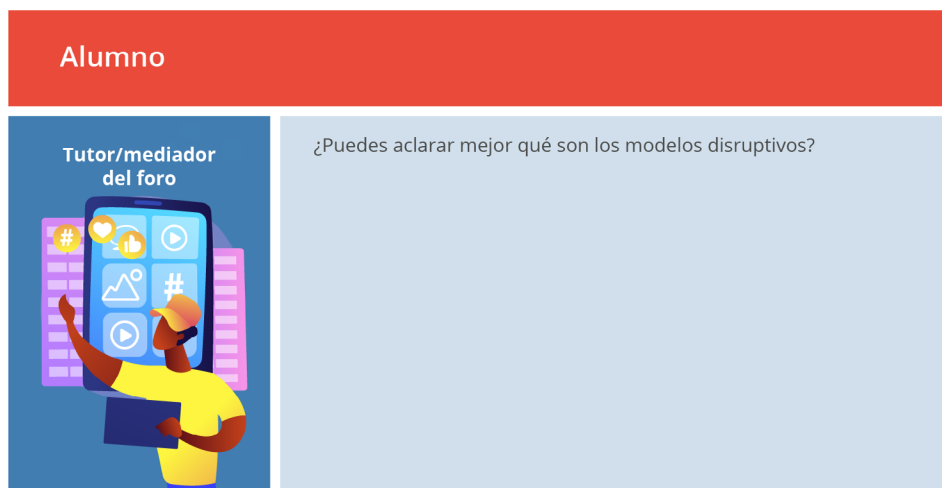 Alumno
Tutor/mediador
del foro
¿Puedes aclarar mejor qué son los modelos disruptivos?
#
#